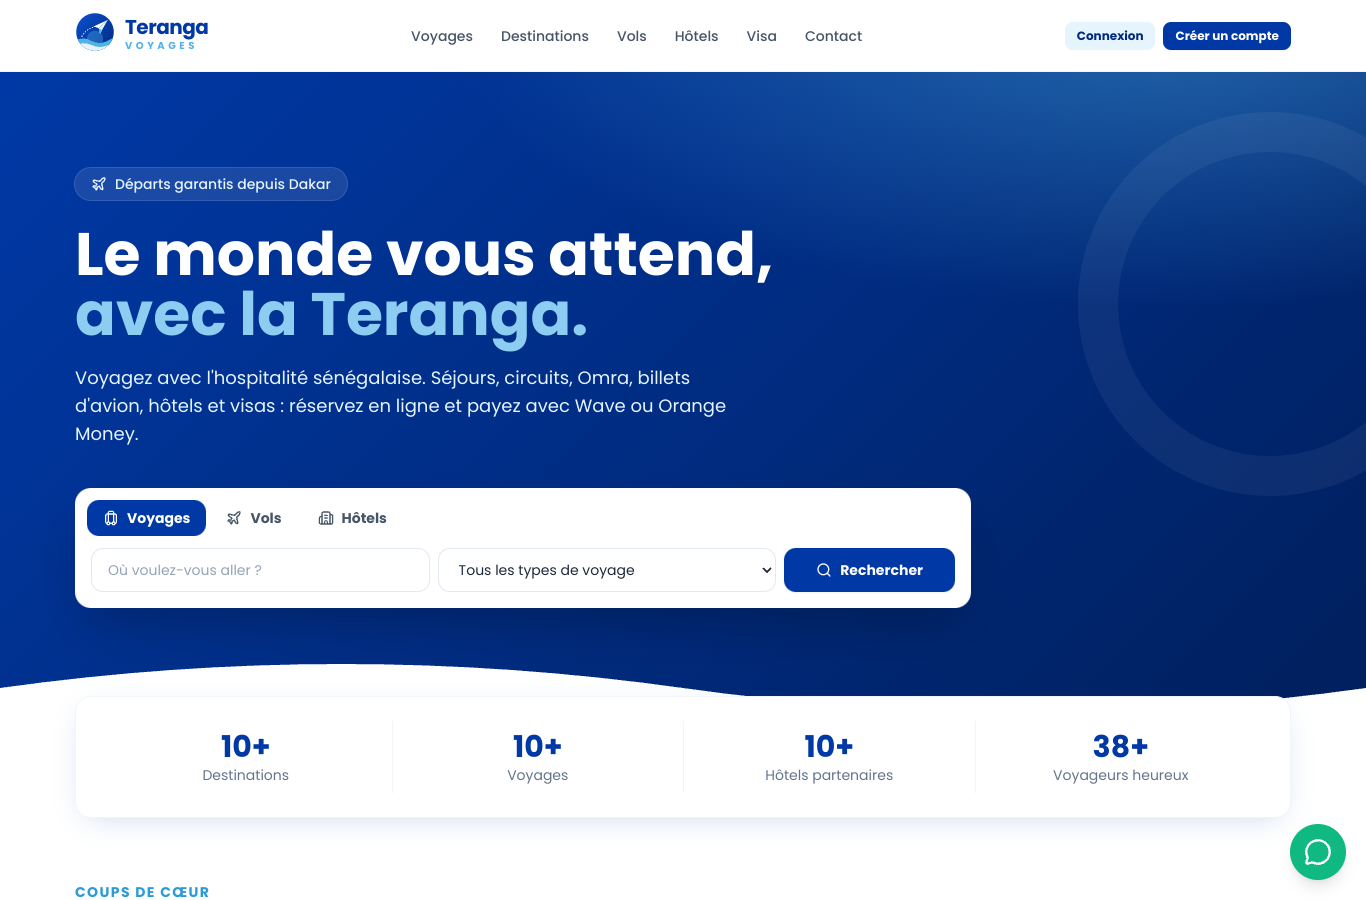 Teranga
VOYAGES
Voyages
Destinations
Vols
Hôtels
Visa
Contact
Connexion
Créer un compte
Départs garantis depuis Dakar
Le monde vous attend,
avec la Teranga.
Voyagez avec l'hospitalité sénégalaise. Séjours, circuits, Omra, billets
d'avion, hôtels et visas : réservez en ligne et payez avec Wave ou Orange
Money.
Voyages
Vols
Hôtels
Où voulez-vous aller ?
Tous les types de voyage
Rechercher
10+
Destinations
10+
Voyages
10+
Hôtels partenaires
38+
Voyageurs heureux
COUPS DE CŒUR